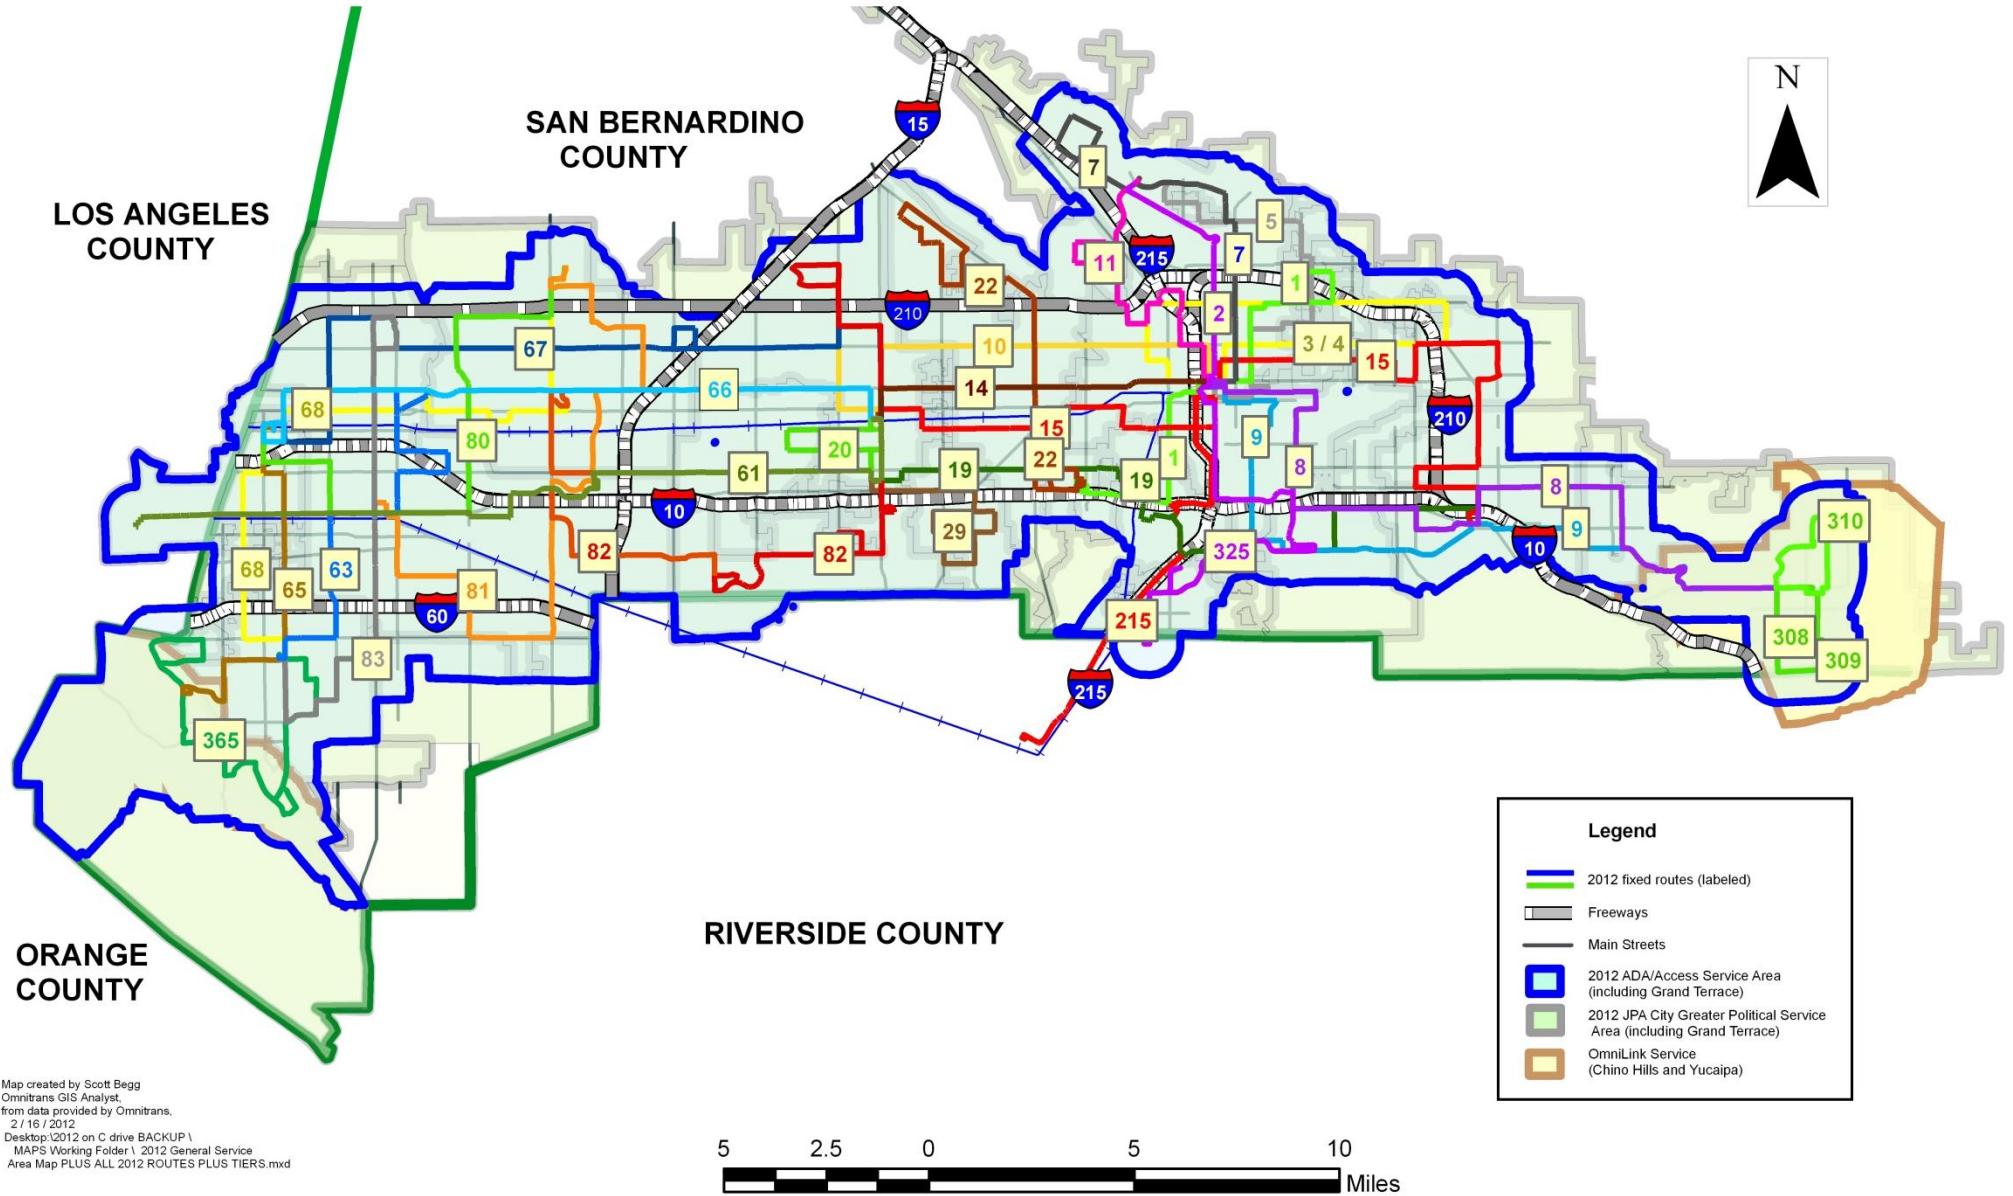 N
15
SAN BERNARDINO
COUNTY
LOS ANGELES
COUNTY
7
5
7
11
215
1
22
210
2
10
3 / 4
15
67
66
14
68
80
20
15
9
210
61
19
22
19
1
8
8
310
10
29
82
82
325
9
10
68
65
63
81
60
215
308
309
83
215
365
RIVERSIDE COUNTY
ORANGE
COUNTY
Legend
2012 fixed routes (labeled)
Freeways
Main Streets
2012 ADA/Access Service Area
(including Grand Terrace)
2012 JPA City Greater Political Service
Area (including Grand Terrace)
OmniLink Service
(Chino Hills and Yucaipa)
Map created by Scott Begg
Omnitrans GIS Analyst,
from data provided by Omnitrans,
2 / 16 / 2012
Desktop:\2012 on C drive BACKUP \
MAPS Working Folder \ 2012 General Service
Area Map PLUS ALL 2012 ROUTES PLUS TIERS.mxd
5 2.5 0 5 10
Miles